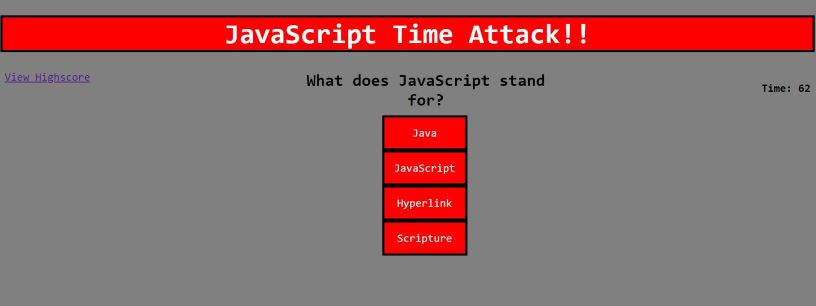 JavaScript Time Attack!!
View Highscore
What does JavaScript stand
for?
Time: 62
Java
JavaScript
Hyperlink
Scripture